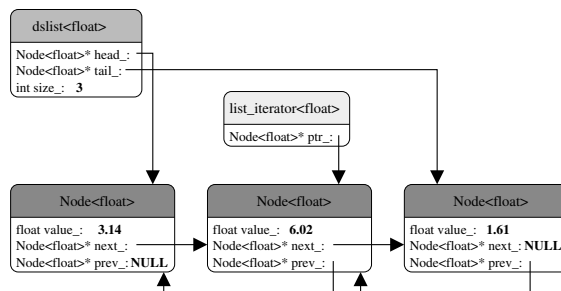 dslist<float>
Node<float>* head_:
Node<float>* tail_:
int size_: 3
list_iterator<float>
Node<float>* ptr_:
Node<float>
float value_: 3.14
Node<float>* next_:
Node<float>* prev_: NULL
Node<float>
float value_: 6.02
Node<float>* next_:
Node<float>* prev_:
Node<float>
float value_: 1.61
Node<float>* next_: NULL
Node<float>* prev_: